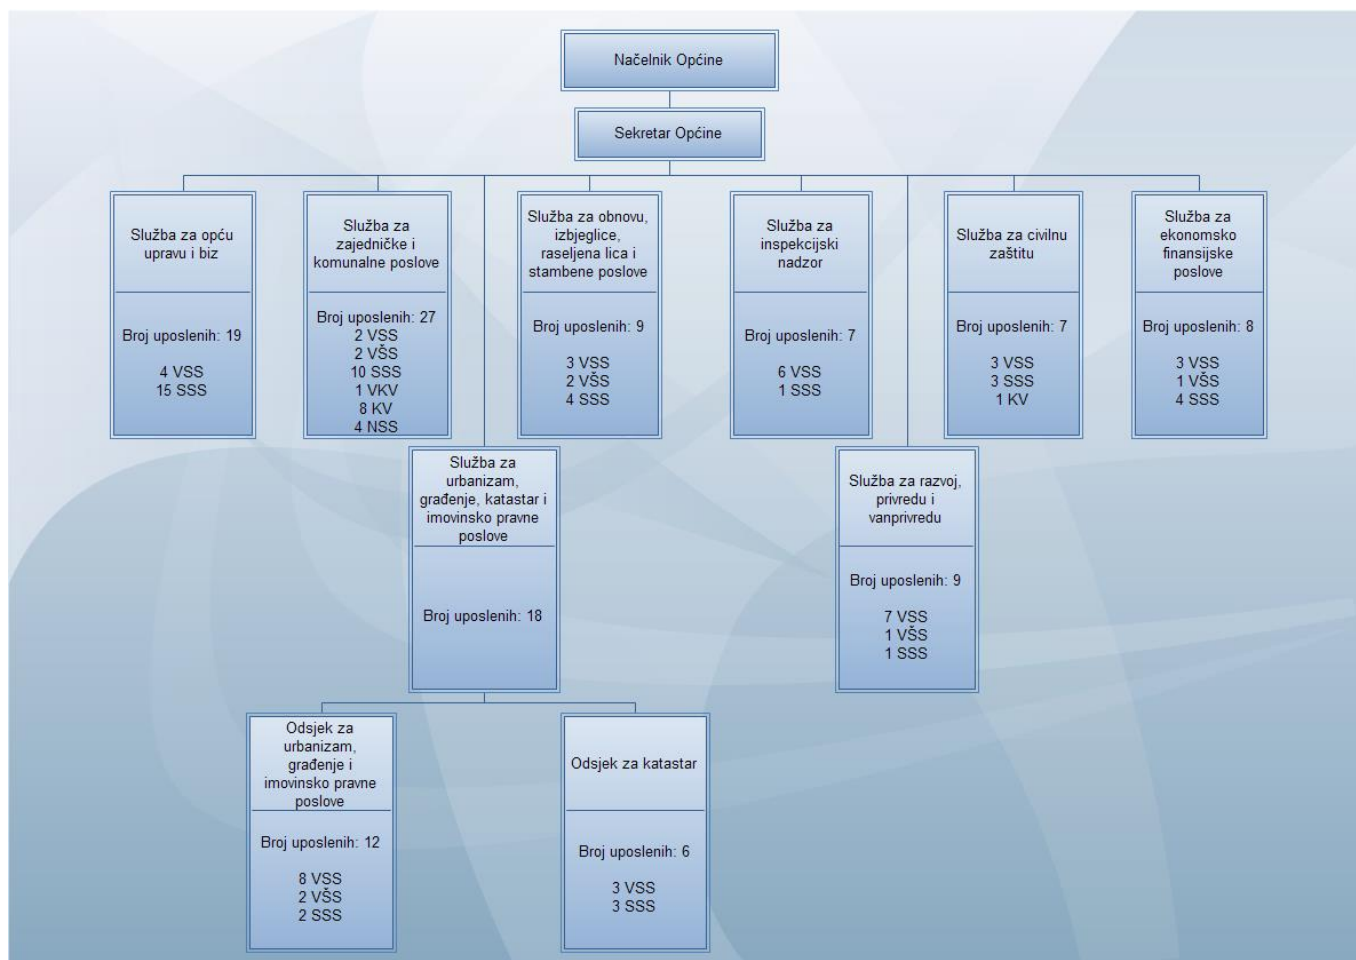 Načelnik Općine
Sekretar Općine
Služba za opću
upravu i biz
Broj uposlenih: 19
4 VSS
15 SSS
Služba za
zajedničke i
komunalne poslove
Broj uposlenih: 27
2 VSS
2 VŠS
10 SSS
1 VKV
8 KV
4 NSS
Služba za obnovu,
izbjeglice,
raseljena lica i
stambene poslove
Broj uposlenih: 9
3 VSS
2 VŠS
4 SSS
Služba za
inspekcijski
nadzor
Broj uposlenih: 7
6 VSS
1 SSS
Služba za civilnu
zaštitu
Broj uposlenih: 7
3 VSS
3 SSS
1 KV
Služba za
ekonomsko
finansijske
poslove
Broj uposlenih: 8
3 VSS
1 VŠS
4 SSS
Služba za
urbanizam,
građenje, katastar i
imovinsko pravne
poslove
Broj uposlenih: 18
Služba za razvoj,
privredu i
vanprivredu
Broj uposlenih: 9
7 VSS
1 VŠS
1 SSS
Odsjek za
urbanizam,
građenje i
imovinsko pravne
poslove
Broj uposlenih: 12
8 VSS
2 VŠS
2 SSS
Odsjek za katastar
Broj uposlenih: 6
3 VSS
3 SSS